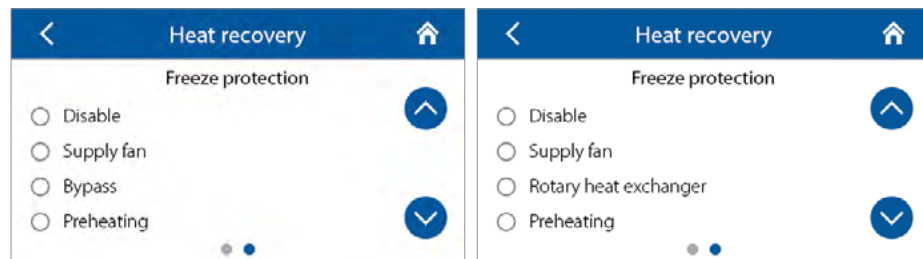 Heat recovery
Freeze protection
Disable
Supply fan
Bypass
Preheating
Heat recovery
Freeze protection
Disable
Supply fan
Rotary heat exchanger
Preheating